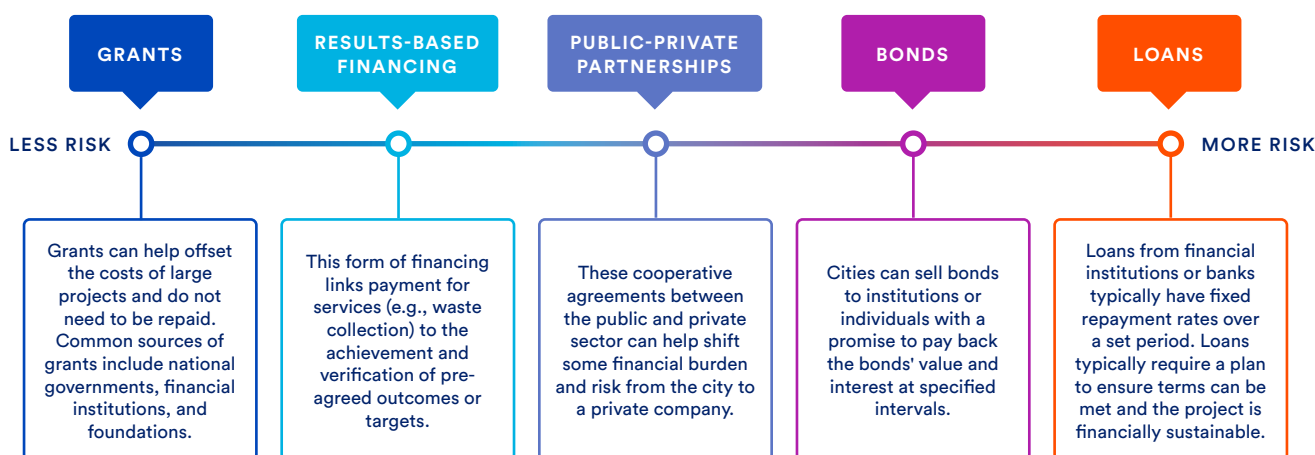 GRANTS
RESULTS-BASED
FINANCING
PUBLIC-PRIVATE
PARTNERSHIPS
BONDS
LOANS
LESS RISK
MORE RISK
Grants can help offset
the costs of large
projects and do not
need to be repaid.
Common sources of
grants include national
governments, financial
institutions, and
foundations.
This form of financing
links payment for
services (e.g., waste
collection) to the
achievement and
verification of pre-
agreed outcomes or
targets.
These cooperative
agreements between
the public and private
sector can help shift
some financial burden
and risk from the city to
a private company.
Cities can sell bonds
to institutions or
individuals with a
promise to pay back
the bonds' value and
interest at specified
intervals.
Loans from financial
institutions or banks
typically have fixed
repayment rates over
a set period. Loans
typically require a plan
to ensure terms can be
met and the project is
financially sustainable.